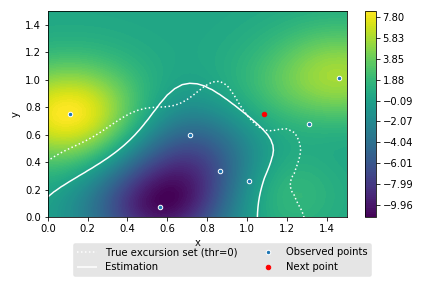 1.4
1.2
1.0
0.8
0.6
0.4
0.2
0.0
y
0.0 0.2 0.4 0.6 0.8 1.0 1.2 1.4
x
7.80
5.83
3.85
1.88
−0.09
−2.07
−4.04
−6.01
−7.99
−9.96
True excursion set (thr=0)
Estimation
Observed points
Next point